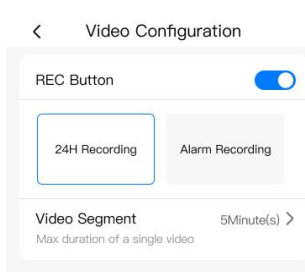 Video Configuration
REC Button
24H Recording Alarm Recording
Video Segment 5Minute(s)
Max duration of a single video